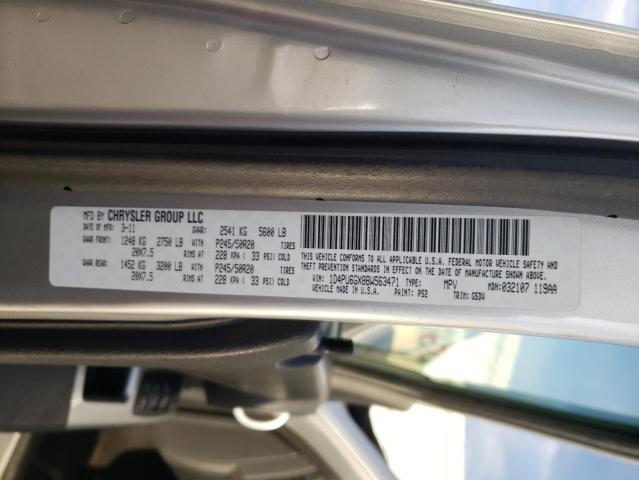 MFD BY CHRYSLER GROUP LLC
DATE OF MFR: 3-11 GVWR: 2541 KG 5600 LB
GAWR FRONT: 1248 KG 2750 LB WITH P245/50R20 TIRES
20X7.5 RIMS AT 228 KPA ( 33 PSI) COLD
GAWR REAR: 1452 KG 3200 LB WITH P245/50R20 TIRES
20X7.5 RIMS AT 228 KPA ( 33 PSI) COLD
THIS VEHICLE CONFORMS TO ALL APPLICABLE U.S.A. FEDERAL MOTOR VEHICLE SAFETY AND
THEFT PREVENTION STANDARDS IN EFFECT ON THE DATE OF MANUFACTURE SHOWN ABOVE.
MADE IN U.S.A.
VIN: 1D4PU6GX8BW563471 TYPE: MPV MDH: 032107 119AA
PAINT: PS2 TRIM: G5DV